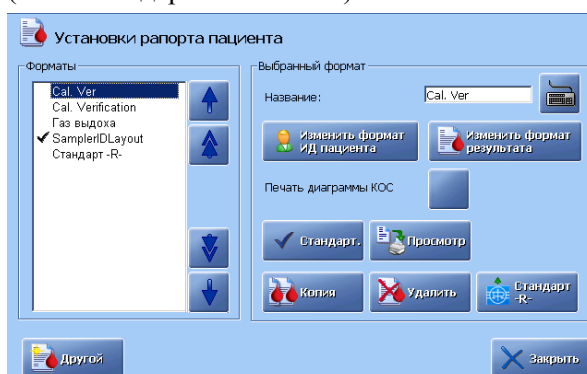 Установки рапорта пациента
Форматы
Cal. Ver
Cal. Verification
Газ выдоха
SamplerIDLayout
Стандарт -R-
Выбранный формат
Название:
Cal. Ver
Изменить формат
ИД пациента
Изменить формат
результата
Печать диаграммы КОС
Стандарт.
Просмотр
Копия
Удалить
Стандарт
-R-
Другой
Закрыть